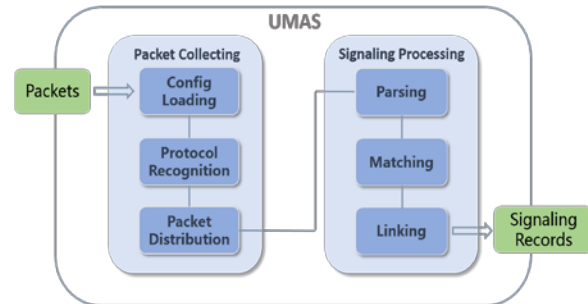 UMAS
Packet Collecting
Signaling Processing
Packets
Config
Loading
Parsing
Protocol
Recognition
Matching
Packet
Distribution
Linking
Signaling
Records